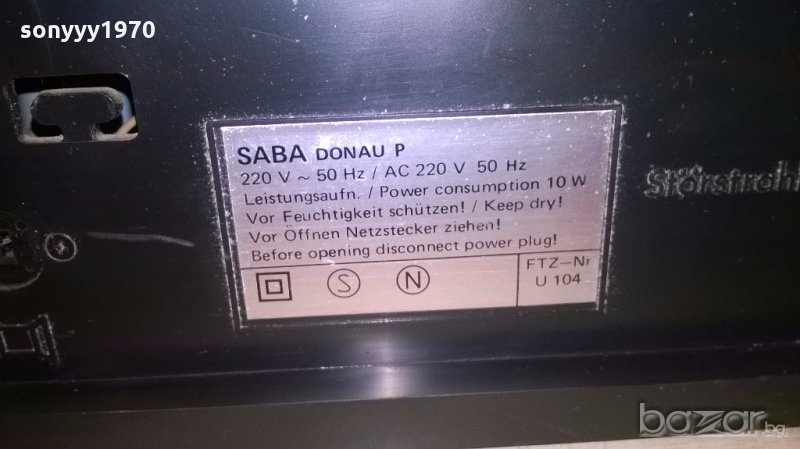 sonyyy1970
SABA DONAU P
220 V ~ 50 Hz / AC 220 V 50 Hz
Leistungsaufn. / Power consumption 10 W
Vor Feuchtigkeit schützen! / Keep dry!
Vor Öffnen Netzstecker ziehen!
Before opening disconnect power plug!
S N
FTZ-Nr
U 104
bazar.bg